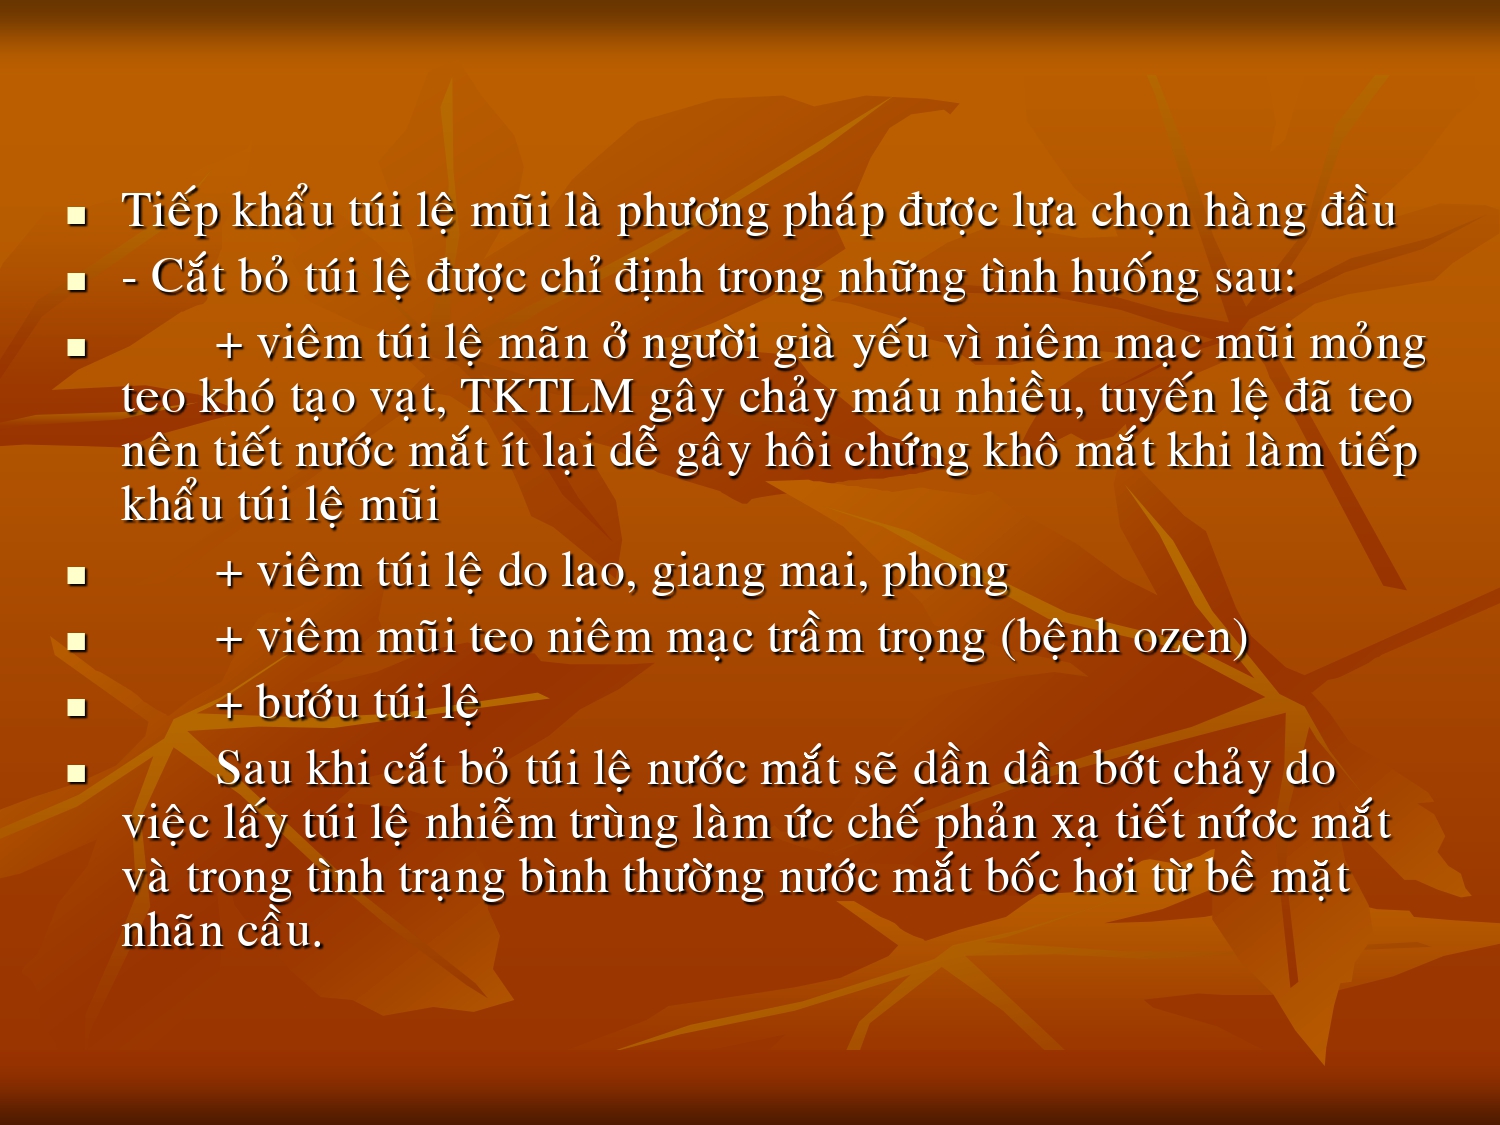 Tiếp khẩu túi lệ mũi là phương pháp được lựa chọn hàng đầu
- Cắt bỏ túi lệ được chỉ định trong những tình huống sau:
+ viêm túi lệ mãn ở người già yếu vì niêm mạc mũi mỏng
teo khó tạo vạt, TKTLM gây chảy máu nhiều, tuyến lệ đã teo
nên tiết nước mắt ít lại dễ gây hôi chứng khô mắt khi làm tiếp
khẩu túi lệ mũi
+ viêm túi lệ do lao, giang mai, phong
+ viêm mũi teo niêm mạc trầm trọng (bệnh ozen)
+ bướu túi lệ
Sau khi cắt bỏ túi lệ nước mắt sẽ dần dần bớt chảy do
việc lấy túi lệ nhiễm trùng làm ức chế phản xạ tiết nứơc mắt
và trong tình trạng bình thường nước mắt bốc hơi từ bề mặt
nhãn cầu.